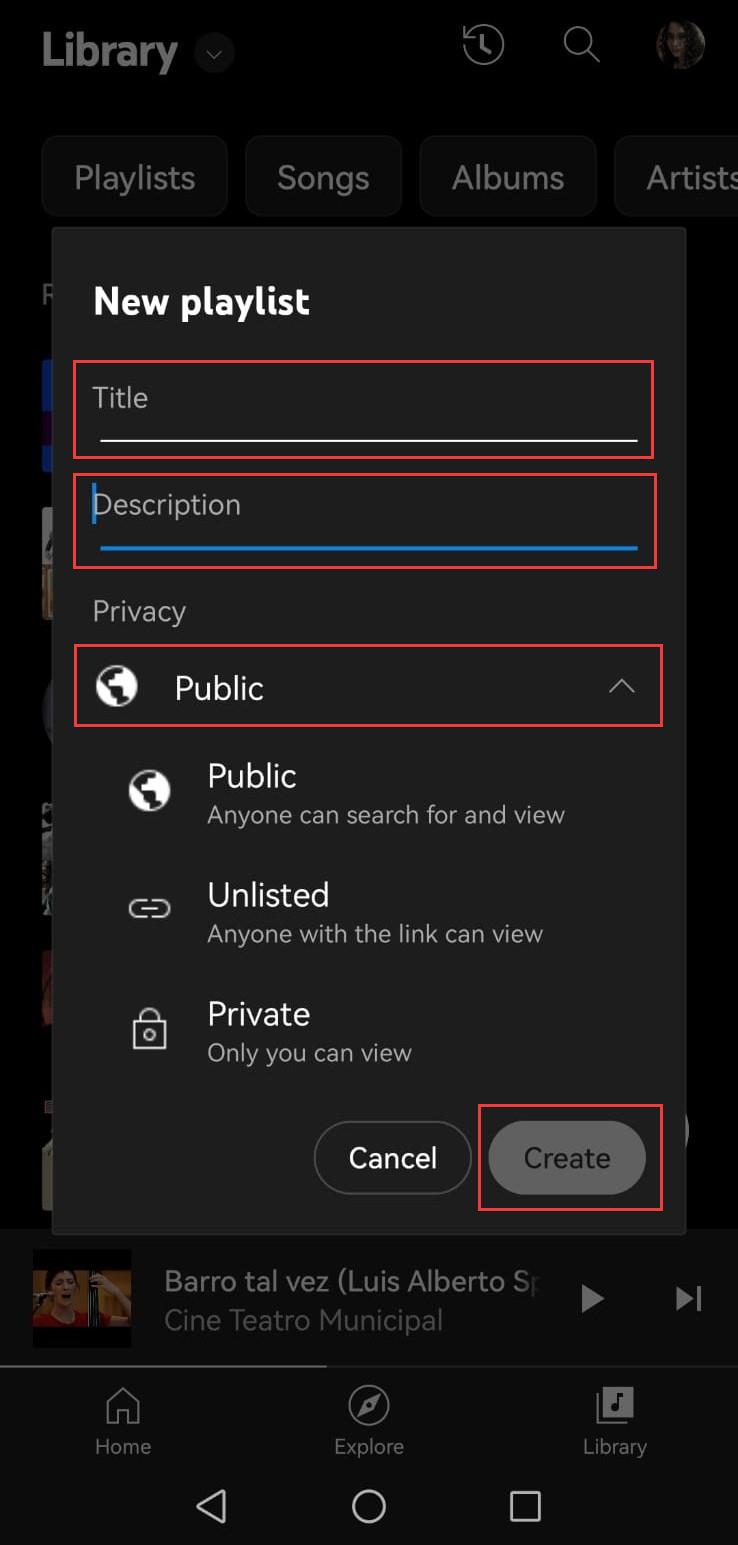 Library
Playlists Songs Albums Artists
New playlist
Title
Description
Privacy
Public
Public
Anyone can search for and view
Unlisted
Anyone with the link can view
Private
Only you can view
Cancel Create
Barro tal vez (Luis Alberto Sp
Cine Teatro Municipal
Home Explore Library